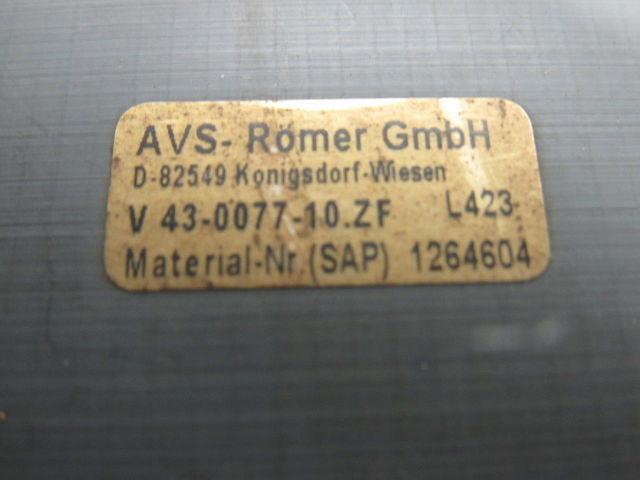 AVS- Römer GmbH
D-82549 Konigsdorf-Wiesen
V 43-0077-10.ZF L423
Material-Nr (SAP) 1264604